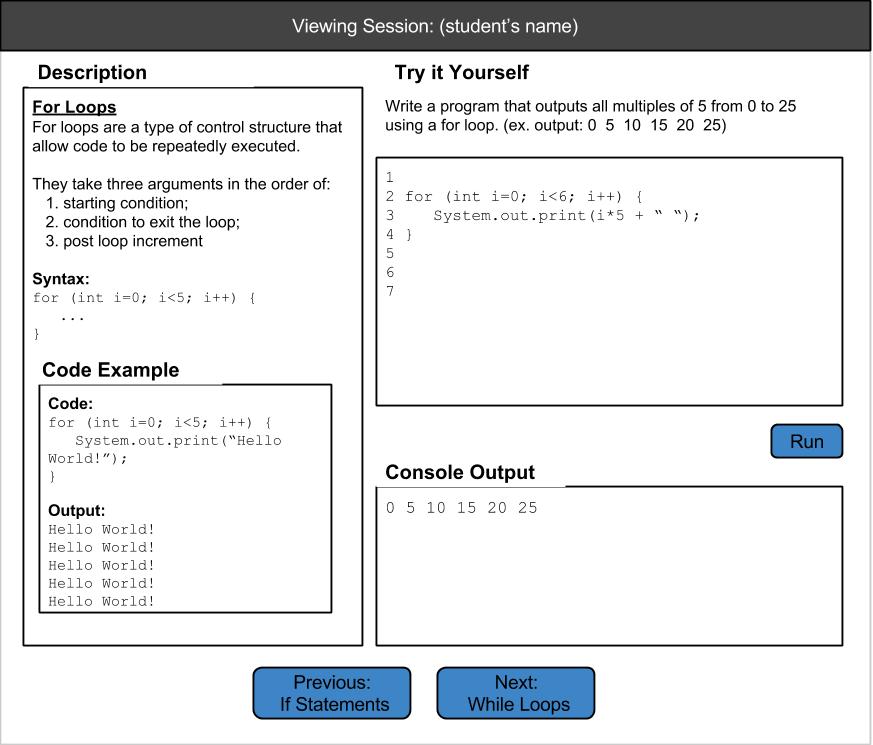 Viewing Session: (student’s name)
Description
For Loops
For loops are a type of control structure that
allow code to be repeatedly executed.
They take three arguments in the order of:
1. starting condition;
2. condition to exit the loop;
3. post loop increment
Syntax:
for (int i=0; i<5; i++) {
...
}
Code Example
Code:
for (int i=0; i<5; i++) {
System.out.print(“Hello
World!”);
}
Output:
Hello World!
Hello World!
Hello World!
Hello World!
Hello World!
Try it Yourself
Write a program that outputs all multiples of 5 from 0 to 25
using a for loop. (ex. output: 0 5 10 15 20 25)
1
2 for (int i=0; i<6; i++) {
3 System.out.print(i*5 + “ “);
4 }
5
6
7
Run
Console Output
0 5 10 15 20 25
Previous:
If Statements
Next:
While Loops